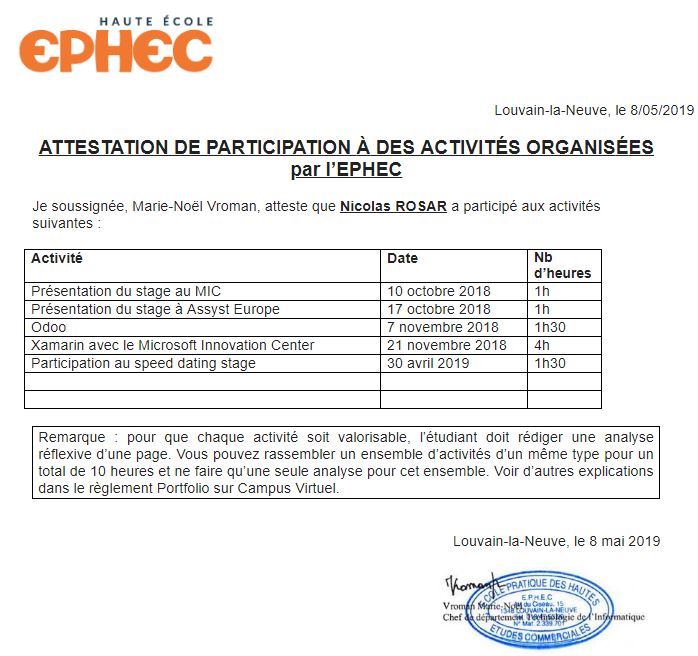 HAUTE ÉCOLE
EPHEC
Louvain-la-Neuve, le 8/05/2019
ATTESTATION DE PARTICIPATION À DES ACTIVITÉS ORGANISÉES
par l'EPHEC
Je soussignée, Marie-Noël Vroman, atteste que Nicolas ROSAR a participé aux activités
suivantes :
Activité Date Nb
d'heures
Présentation du stage au MIC 10 octobre 2018 1h
Présentation du stage à Assyst Europe 17 octobre 2018 1h
Odoo 7 novembre 2018 1h30
Xamarin avec le Microsoft Innovation Center 21 novembre 2018 4h
Participation au speed dating stage 30 avril 2019 1h30
Remarque : pour que chaque activité soit valorisable, l'étudiant doit rédiger une analyse
réflexive d'une page. Vous pouvez rassembler un ensemble d'activités d'un même type pour un
total de 10 heures et ne faire qu'une seule analyse pour cet ensemble. Voir d'autres explications
dans le règlement Portfolio sur Campus Virtuel.
Louvain-la-Neuve, le 8 mai 2019
Vroman
ÉCOLE PRATIQUE DES HAUTES
E.P.H.E.C
du Ciseau, 15
1348 LOUVAIN-LA-NEUVE
N° Mat. 2.339.701
ÉTUDES COMMERCIALES
Vroman Marie-Noël
Chef de département Technologie de l'Informatique